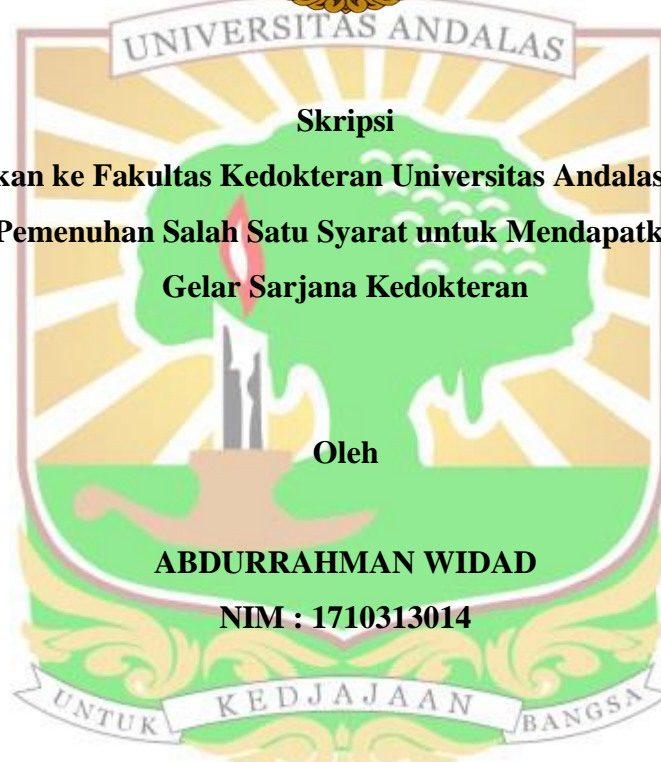 UNIVERSITAS ANDALAS
Skripsi
kan ke Fakultas Kedokteran Universitas Andalas
Pemenuhan Salah Satu Syarat untuk Mendapatk
Gelar Sarjana Kedokteran
Oleh
ABDURRAHMAN WIDAD
NIM : 1710313014
UNTUK KEDJAJAAN BANGSA